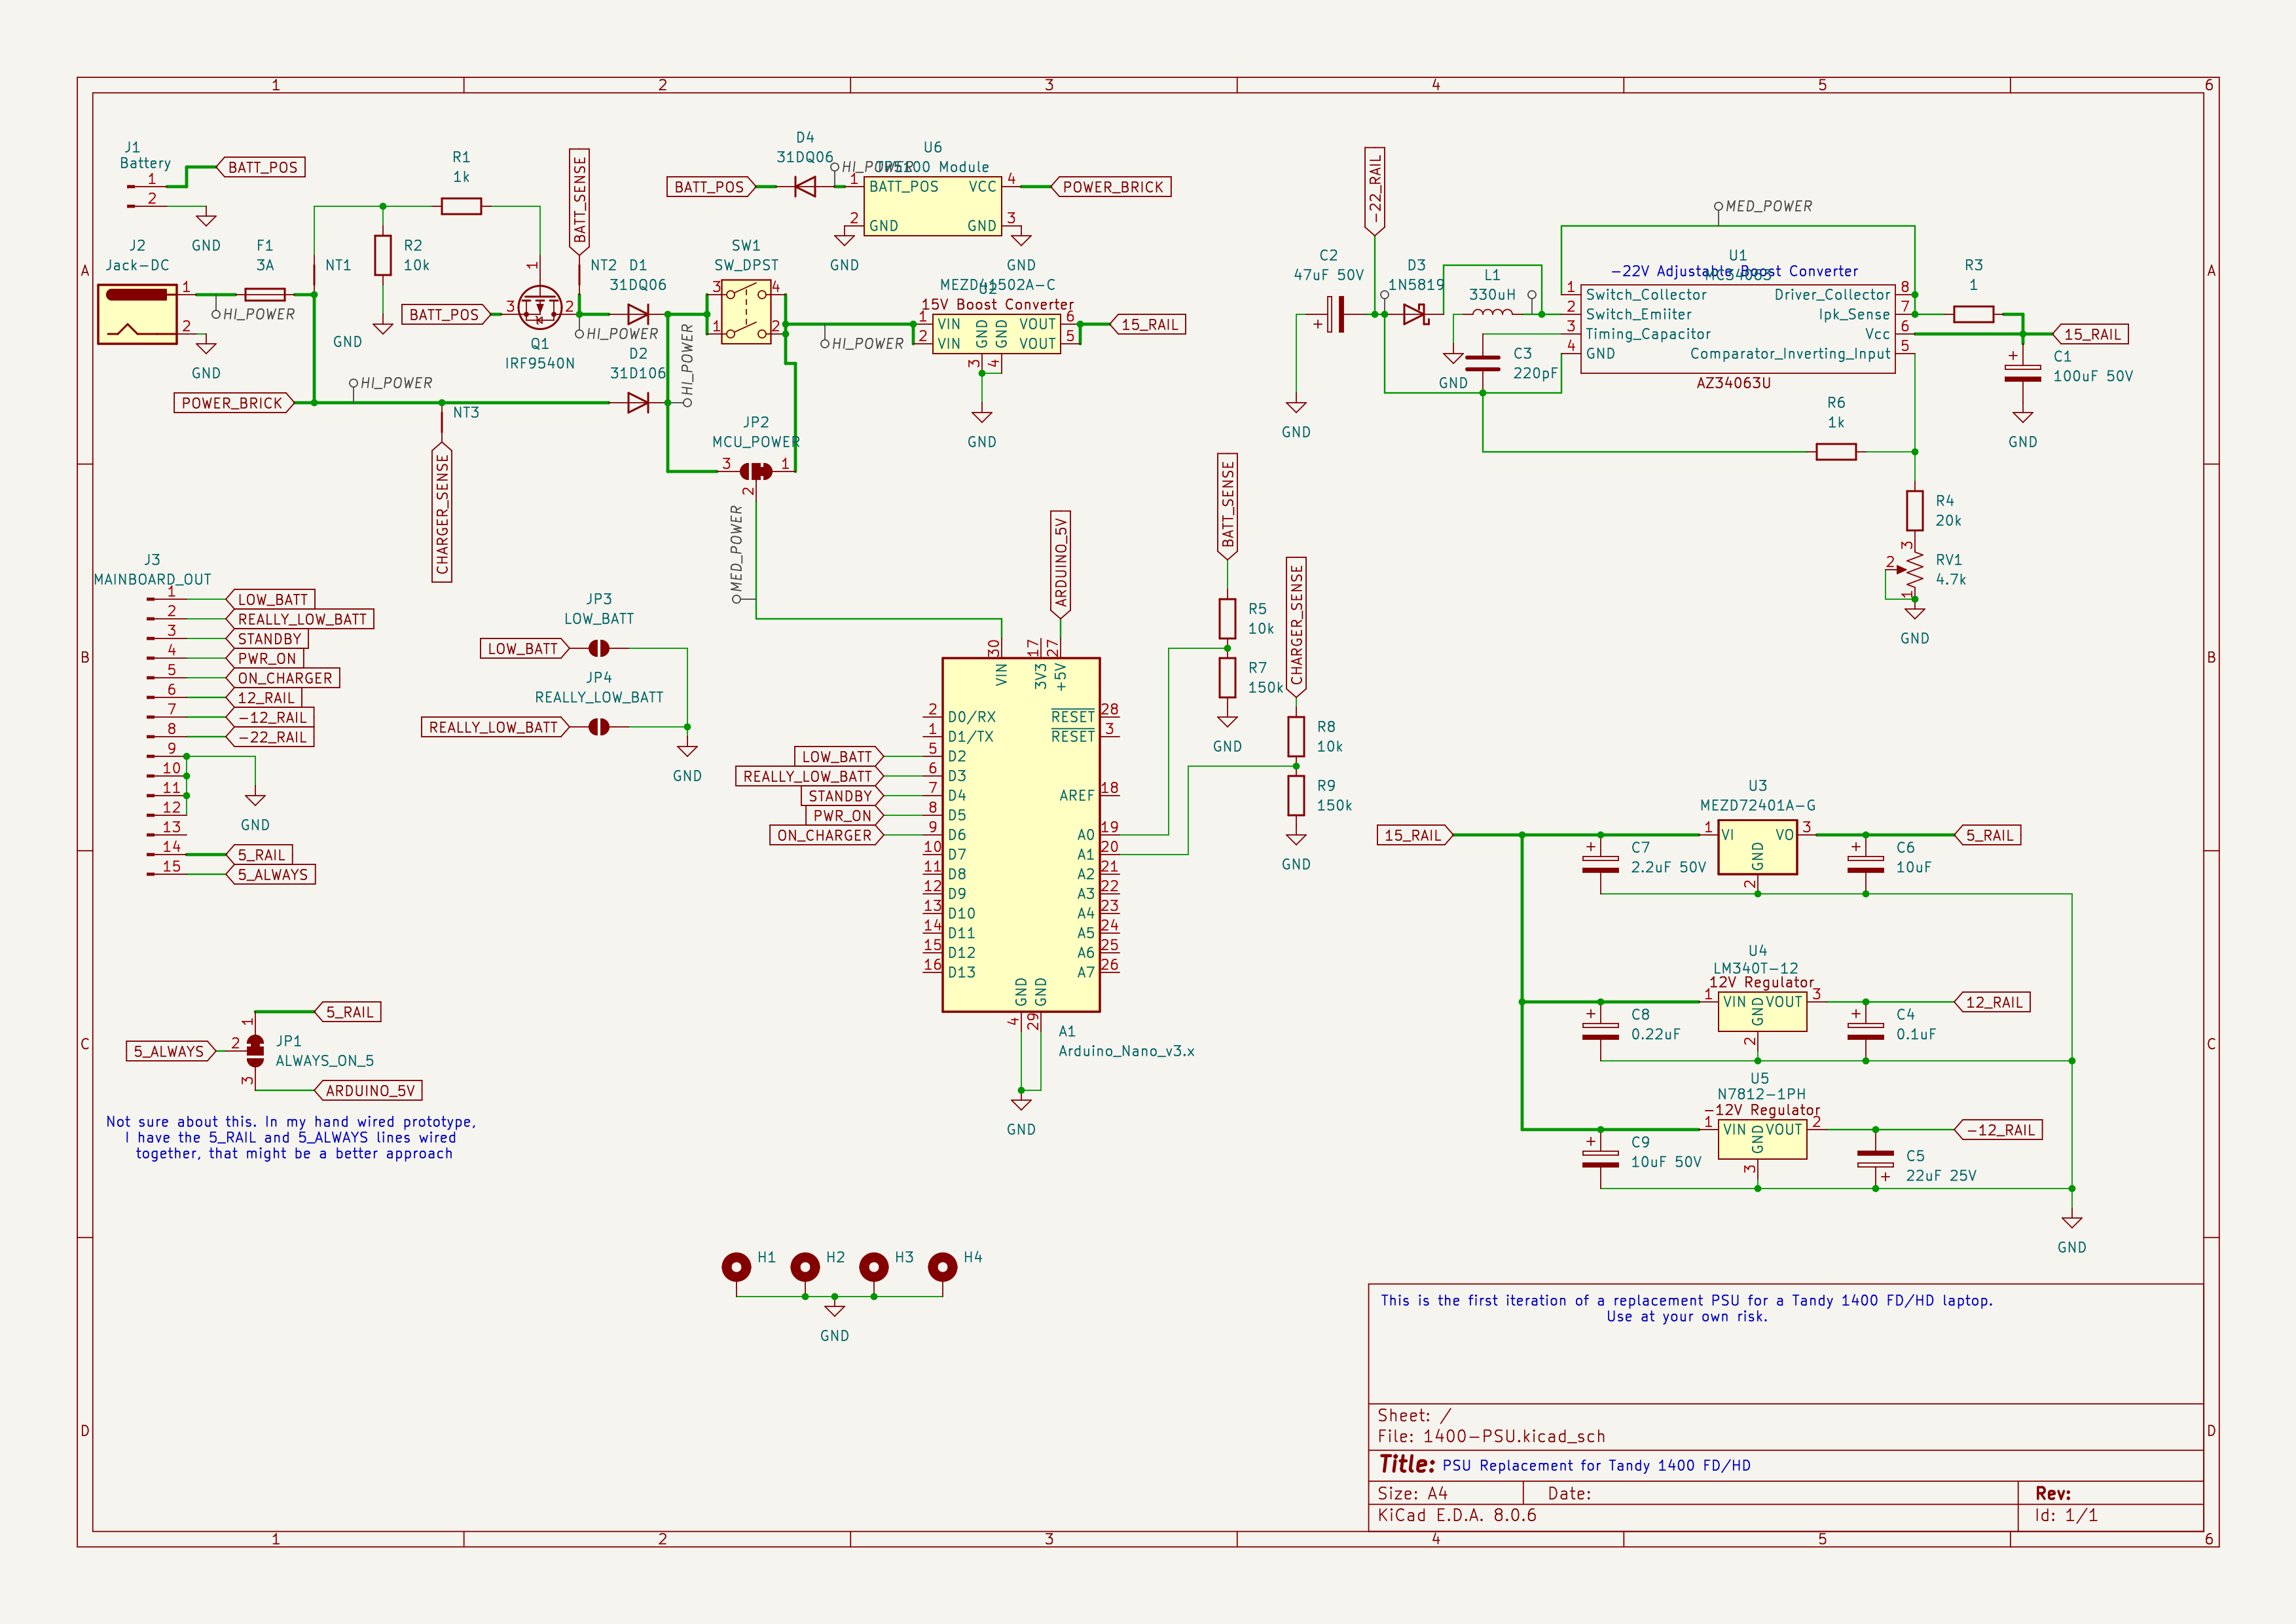 1 2 3 4 5 6
A
B
C
D
J1
Battery
1
2
BATT_POS
GND
J2
Jack-DC
1
2
GND
HI_POWER
F1
3A
NT1
R1
1k
R2
10k
GND
BATT_POS
3
1
2
Q1
IRF9540N
BATT_SENSE
NT2
HI_POWER
D1
31DQ06
D2
31D106
HI_POWER
POWER_BRICK
HI_POWER
NT3
CHARGER_SENSE
D4
31DQ06
BATT_POS
HI_POWER
U6
1
BATT_POS
VCC
4
POWER_BRICK
2
GND
GND
3
GND
GND
SW1
SW_DPST
3
4
1
2
HI_POWER
MEZD41502A-C
15V Boost Converter
1
VIN
VOUT
6
2
VIN
VOUT
5
GND
GND
3
4
15_RAIL
GND
JP2
MCU_POWER
3
1
2
MED_POWER
-22_RAIL
C2
47uF 50V
GND
D3
1N5819
L1
330uH
GND
C3
220pF
MED_POWER
U1
-22V Adjustable Boost Converter
1
Switch_Collector
Driver_Collector
8
2
Switch_Emiiter
Ipk_Sense
7
3
Timing_Capacitor
Vcc
6
4
GND
Comparator_Inverting_Input
5
AZ34063U
R3
1
15_RAIL
C1
100uF 50V
GND
R6
1k
R4
20k
RV1
4.7k
3
2
1
GND
J3
MAINBOARD_OUT
1
LOW_BATT
2
REALLY_LOW_BATT
3
STANDBY
4
PWR_ON
5
ON_CHARGER
6
12_RAIL
7
-12_RAIL
8
-22_RAIL
9
10
11
12
GND
13
14
5_RAIL
15
5_ALWAYS
JP3
LOW_BATT
LOW_BATT
JP4
REALLY_LOW_BATT
REALLY_LOW_BATT
GND
ARDUINO_5V
30
17
27
VIN
3V3
+5V
2
D0/RX
RESET
28
1
D1/TX
RESET
3
LOW_BATT
5
D2
REALLY_LOW_BATT
6
D3
STANDBY
7
D4
AREF
18
PWR_ON
8
D5
ON_CHARGER
9
D6
A0
19
10
D7
A1
20
11
D8
A2
21
12
D9
A3
22
13
D10
A4
23
14
D11
A5
24
15
D12
A6
25
16
D13
A7
26
GND
GND
4
29
A1
Arduino_Nano_v3.x
GND
BATT_SENSE
R5
10k
R7
150k
GND
CHARGER_SENSE
R8
10k
R9
150k
GND
U3
MEZD72401A-G
15_RAIL
1
VI
VO
3
5_RAIL
GND
2
C7
2.2uF 50V
C6
10uF
U4
LM340T-12
12V Regulator
1
VIN
VOUT
3
12_RAIL
GND
2
C8
0.22uF
C4
0.1uF
U5
N7812-1PH
-12V Regulator
1
VIN
VOUT
2
-12_RAIL
GND
3
C9
10uF 50V
C5
22uF 25V
GND
5_RAIL
1
5_ALWAYS
2
JP1
ALWAYS_ON_5
3
ARDUINO_5V
Not sure about this. In my hand wired prototype,
I have the 5_RAIL and 5_ALWAYS lines wired
together, that might be a better approach
H1
H2
H3
H4
GND
This is the first iteration of a replacement PSU for a Tandy 1400 FD/HD laptop.
Use at your own risk.
Sheet: /
File: 1400-PSU.kicad_sch
Title: PSU Replacement for Tandy 1400 FD/HD
Size: A4
Date:
Rev:
KiCad E.D.A. 8.0.6
Id: 1/1
A
B
C
D
1 2 3 4 5 6